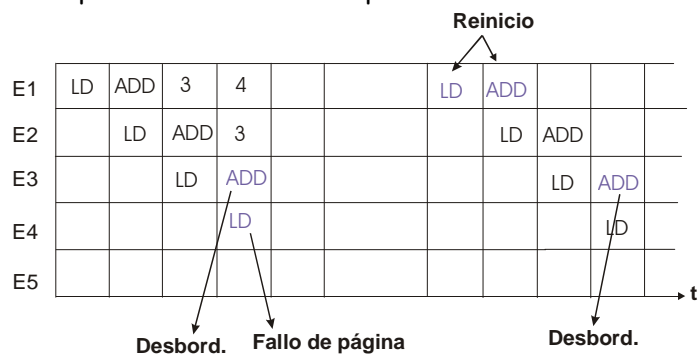 Reinicio
E1 LD ADD 3 4 LD ADD
E2 LD ADD 3 LD ADD
E3 LD ADD LD ADD
E4 LD LD
E5
t
Desbord. Fallo de página Desbord.